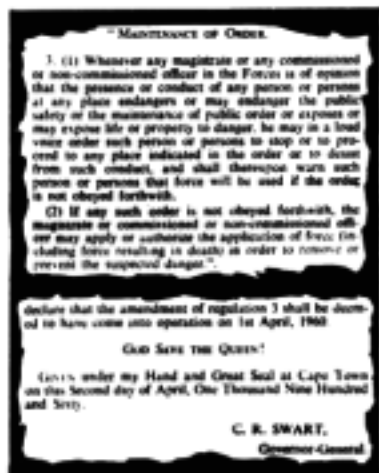 " MAINTENANCE OF ORDER.
3. (1) Whenever any magistrate or any commissioned
or non-commissioned officer in the Forces is of opinion
that the presence or conduct of any person or persons
at any place endangers or may endanger the public
safety or the maintenance of public order or exposes or
may expose life or property to danger, he may in a loud
voice order such person or persons to stop or to pro-
ceed to any place indicated in the order or to desist
from such conduct, and shall thereupon warn such
person or persons that force will be used if the order
is not obeyed forthwith.
(2) If any such order is not obeyed forthwith, the
magistrate or commissioned or non-commissioned offi-
cer may apply or authorize the application of force (in-
cluding force resulting in death) in order to remove or
prevent the suspected danger.".
declare that the amendment of regulation 3 shall be deem-
ed to have come into operation on 1st April, 1960.
GOD SAVE THE QUEEN!
GIVEN under my Hand and Great Seal at Cape Town
on this Second day of April, One Thousand Nine Hundred
and Sixty.
C. R. SWART,
Governor-General.